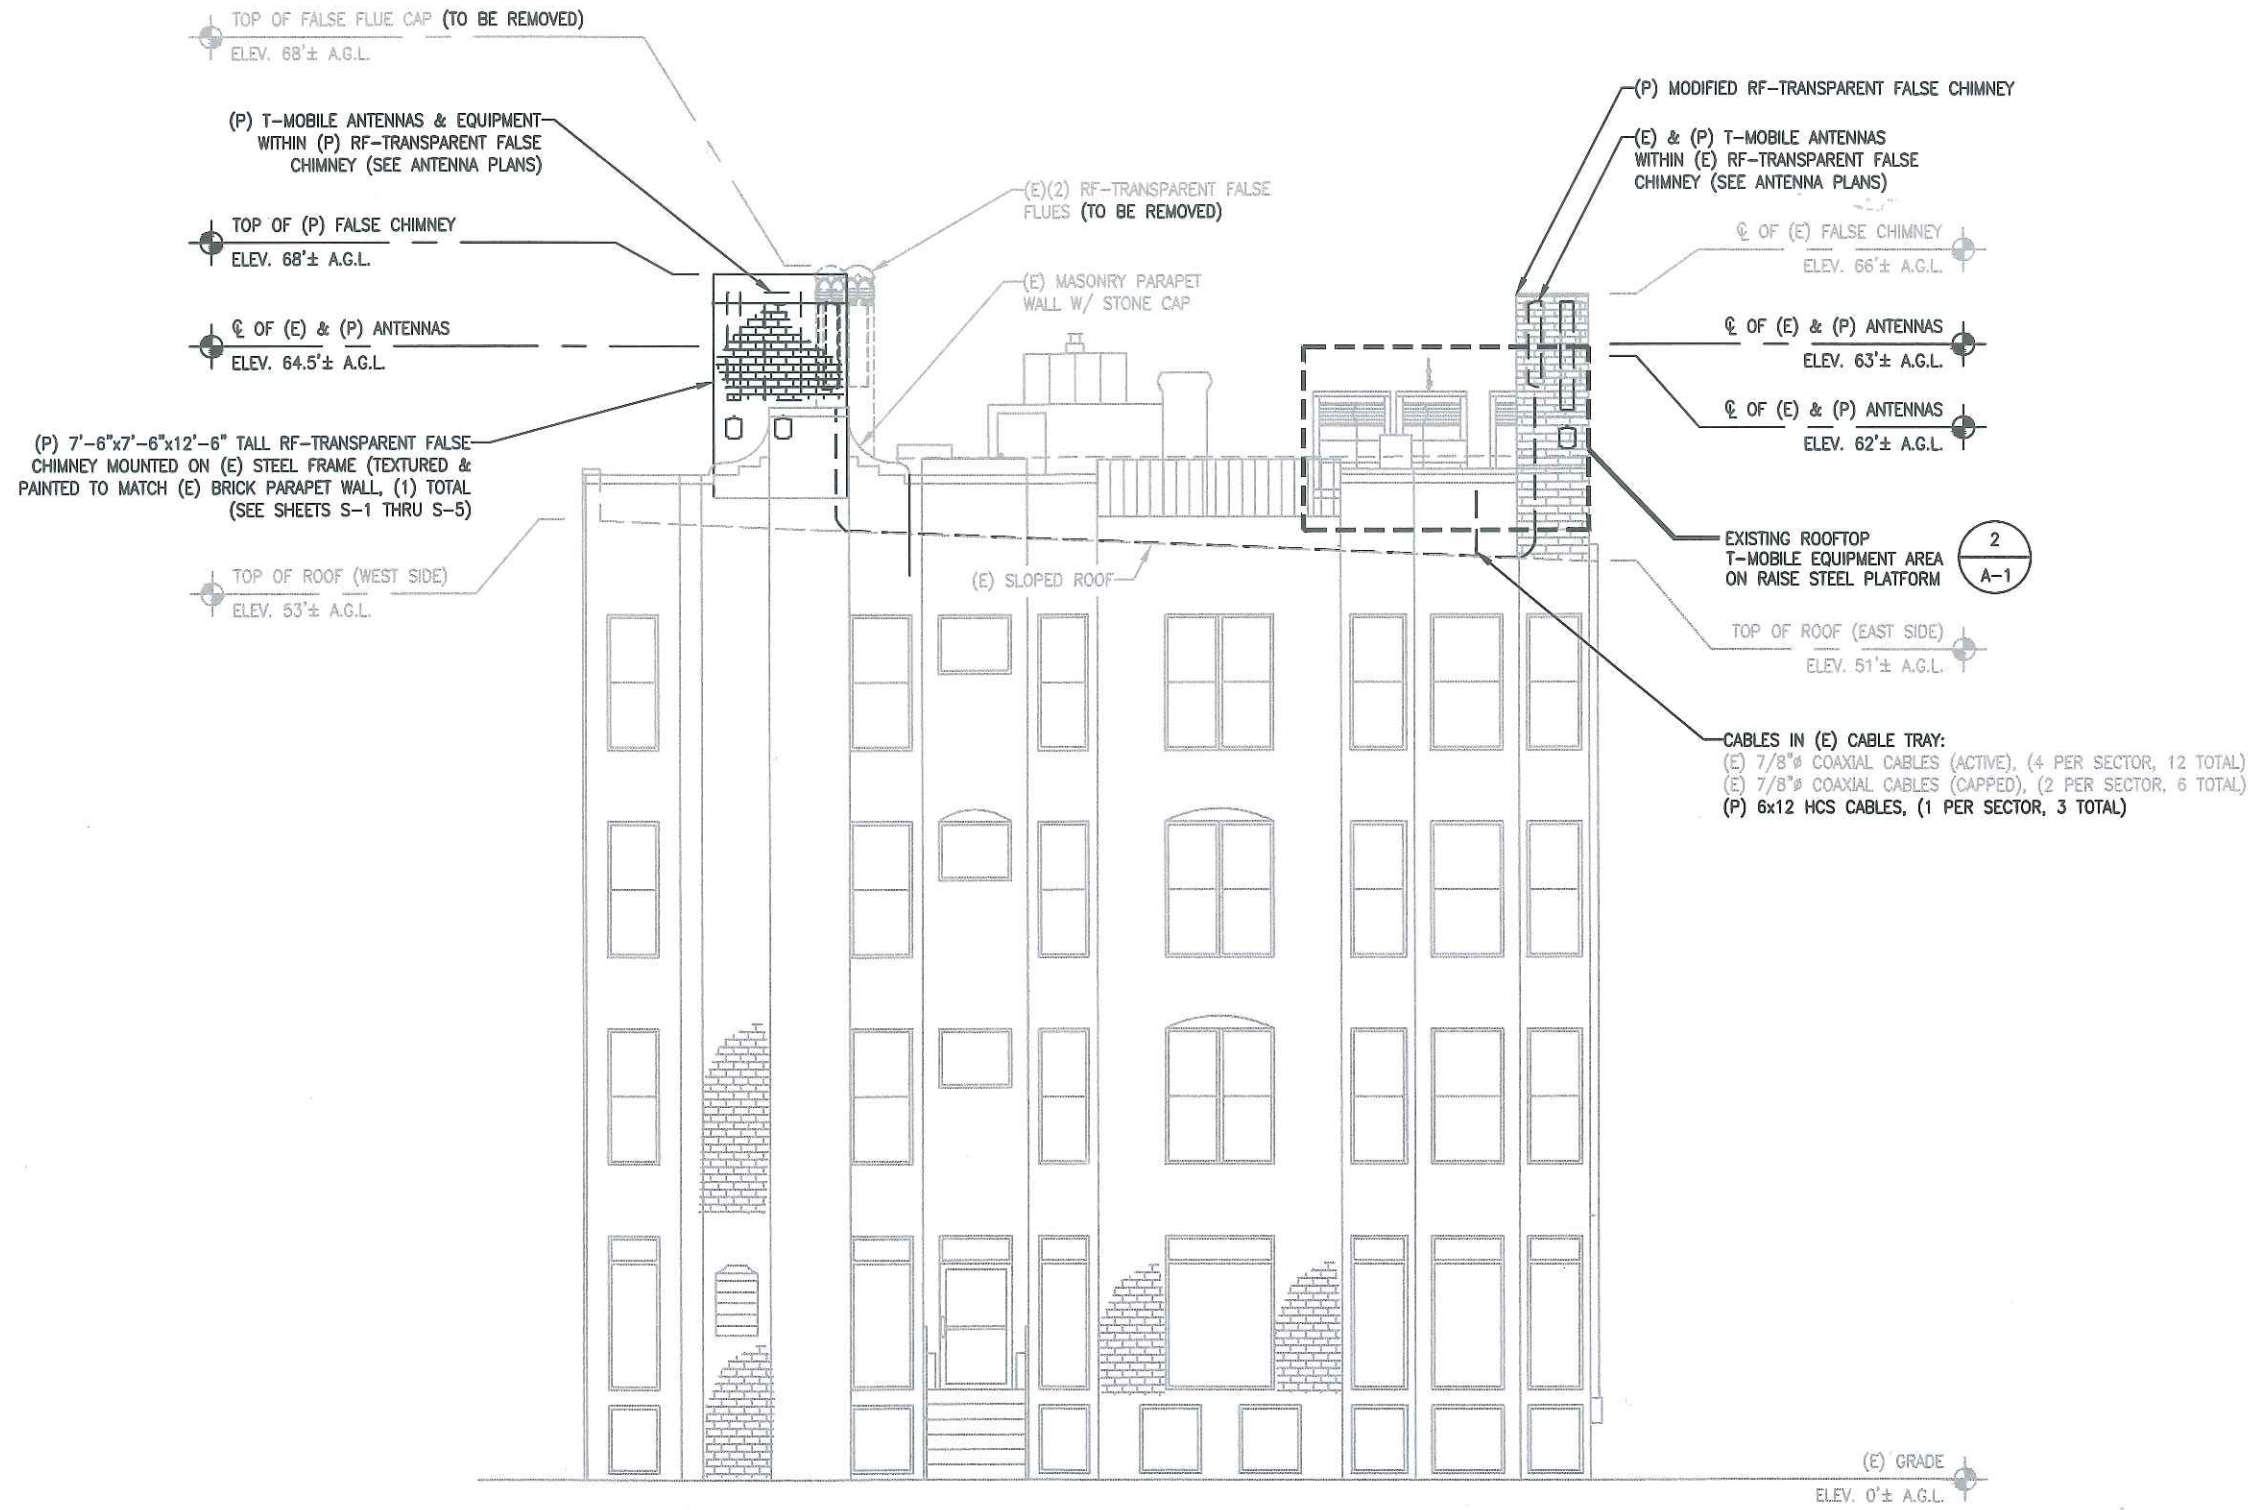 TOP OF FALSE FLUE CAP (TO BE REMOVED)
ELEV. 68'± A.G.L.
(P) T-MOBILE ANTENNAS & EQUIPMENT
WITHIN (P) RF-TRANSPARENT FALSE
CHIMNEY (SEE ANTENNA PLANS)
TOP OF (P) FALSE CHIMNEY
ELEV. 68'± A.G.L.
℄ OF (E) & (P) ANTENNAS
ELEV. 64.5'± A.G.L.
(P) 7'-6"x7'-6"x12'-6" TALL RF-TRANSPARENT FALSE
CHIMNEY MOUNTED ON (E) STEEL FRAME (TEXTURED &
PAINTED TO MATCH (E) BRICK PARAPET WALL, (1) TOTAL
(SEE SHEETS S-1 THRU S-5)
TOP OF ROOF (WEST SIDE)
ELEV. 53'± A.G.L.
(E)(2) RF-TRANSPARENT FALSE
FLUES (TO BE REMOVED)
(E) MASONRY PARAPET
WALL W/ STONE CAP
(E) SLOPED ROOF
(P) MODIFIED RF-TRANSPARENT FALSE CHIMNEY
(E) & (P) T-MOBILE ANTENNAS
WITHIN (E) RF-TRANSPARENT FALSE
CHIMNEY (SEE ANTENNA PLANS)
℄ OF (E) FALSE CHIMNEY
ELEV. 66'± A.G.L.
℄ OF (E) & (P) ANTENNAS
ELEV. 63'± A.G.L.
℄ OF (E) & (P) ANTENNAS
ELEV. 62'± A.G.L.
EXISTING ROOFTOP
T-MOBILE EQUIPMENT AREA
ON RAISE STEEL PLATFORM
2
A-1
TOP OF ROOF (EAST SIDE)
ELEV. 51'± A.G.L.
CABLES IN (E) CABLE TRAY:
(E) 7/8"ø COAXIAL CABLES (ACTIVE), (4 PER SECTOR, 12 TOTAL)
(E) 7/8"ø COAXIAL CABLES (CAPPED), (2 PER SECTOR, 6 TOTAL)
(P) 6x12 HCS CABLES, (1 PER SECTOR, 3 TOTAL)
(E) GRADE
ELEV. 0'± A.G.L.